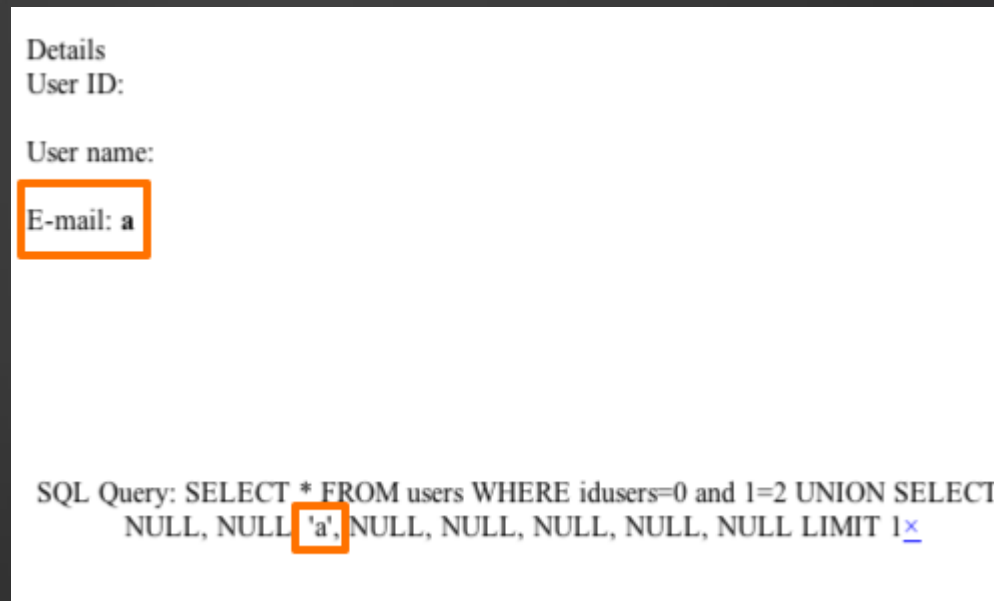 Details
User ID:
User name:
E-mail: a
SQL Query: SELECT * FROM users WHERE idusers=0 and 1=2 UNION SELECT
NULL, NULL 'a', NULL, NULL, NULL, NULL, NULL LIMIT 1×